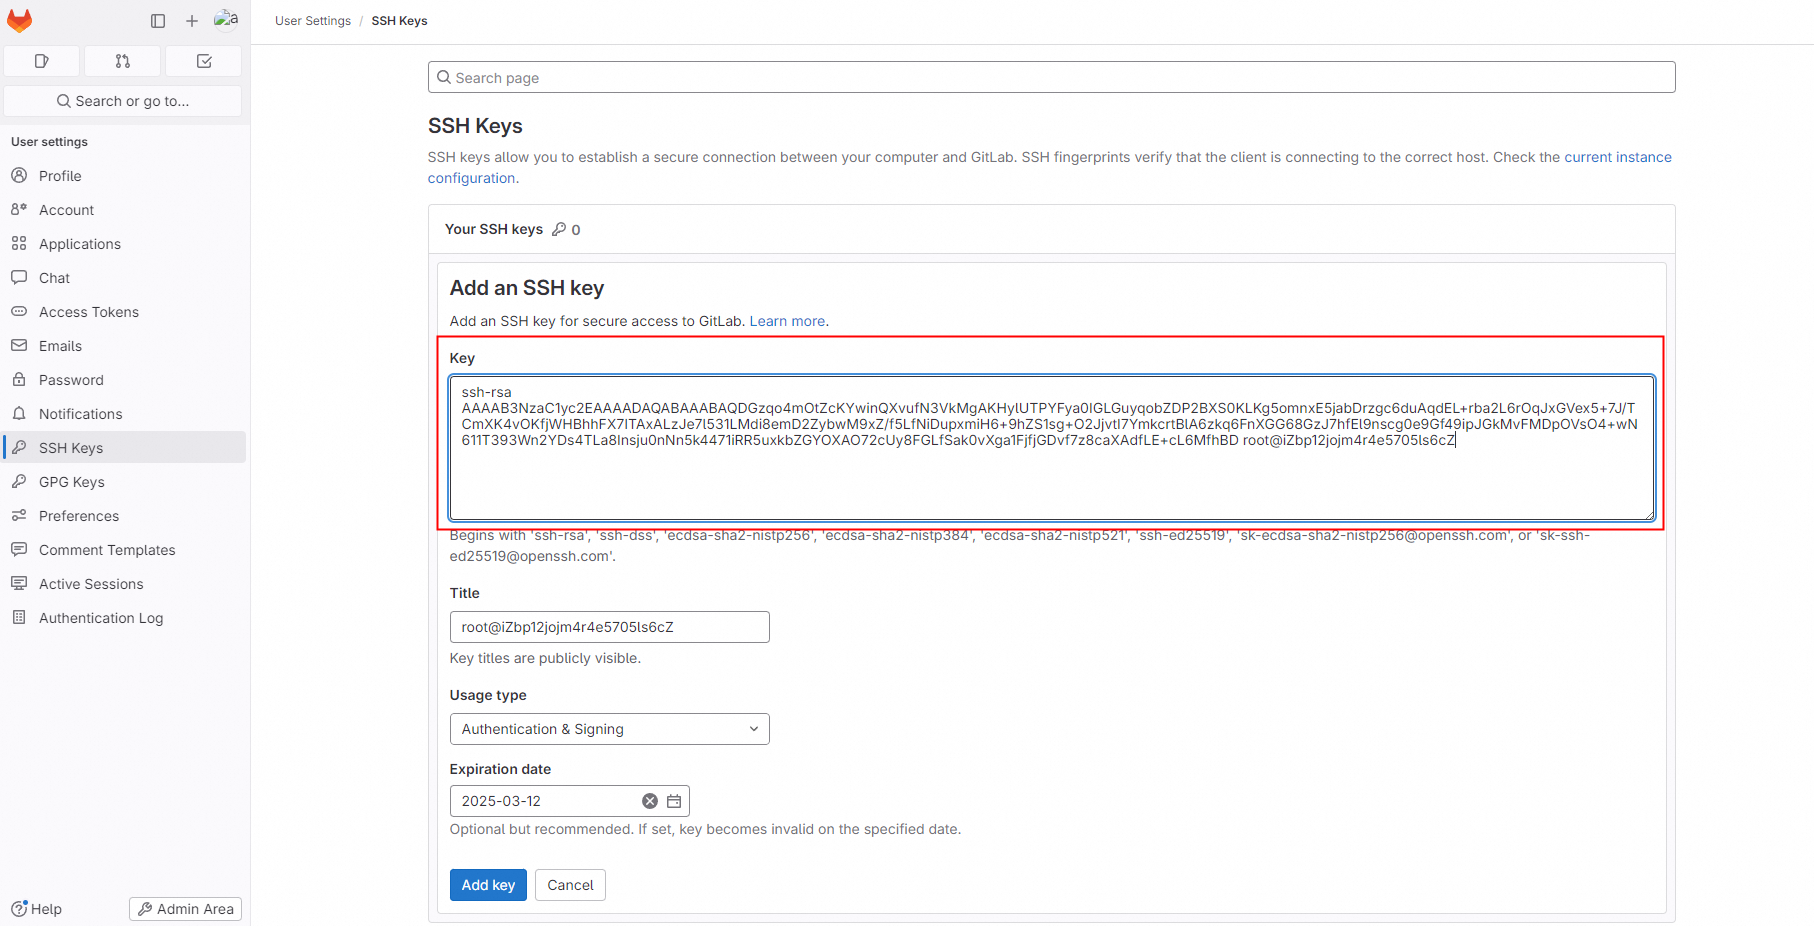 a
User Settings / SSH Keys
Search page
Search or go to...
User settings
Profile
Account
Applications
Chat
Access Tokens
Emails
Password
Notifications
SSH Keys
GPG Keys
Preferences
Comment Templates
Active Sessions
Authentication Log
Help
Admin Area
SSH Keys
SSH keys allow you to establish a secure connection between your computer and GitLab. SSH fingerprints verify that the client is connecting to the correct host. Check the current instance
configuration.
Your SSH keys 0
Add an SSH key
Add an SSH key for secure access to GitLab. Learn more.
Key
ssh-rsa
AAAAB3NzaC1yc2EAAAADAQABAAABAQDGzqo4mOtZcKYwinQXvufN3VkMgAKHylUTPYFya0IGLGuyqobZDP2BXS0KLKg5omnxE5jabDrzgc6duAqdEL+rba2L6rOqJxGVex5+7J/T
CmXK4vOKfjWHBhhFX7ITAxALzJe7l531LMdi8emD2ZybwM9xZ/f5LfNiDupxmiH6+9hZS1sg+O2JjvtI7YmkcrtBlA6zkq6FnXGG68GzJ7hfEl9nscg0e9Gf49ipJGkMvFMDpOVsO4+wN
611T393Wn2YDs4TLa8Insju0nNn5k4471iRR5uxkbZGYOXAO72cUy8FGLfSak0vXga1FjfjGDvf7z8caXAdfLE+cL6MfhBD root@iZbp12jojm4r4e5705ls6cZ
Begins with 'ssh-rsa', 'ssh-dss', 'ecdsa-sha2-nistp256', 'ecdsa-sha2-nistp384', 'ecdsa-sha2-nistp521', 'ssh-ed25519', 'sk-ecdsa-sha2-nistp256@openssh.com', or 'sk-ssh-
ed25519@openssh.com'.
Title
root@iZbp12jojm4r4e5705ls6cZ
Key titles are publicly visible.
Usage type
Authentication & Signing
Expiration date
2025-03-12
Optional but recommended. If set, key becomes invalid on the specified date.
Add key
Cancel